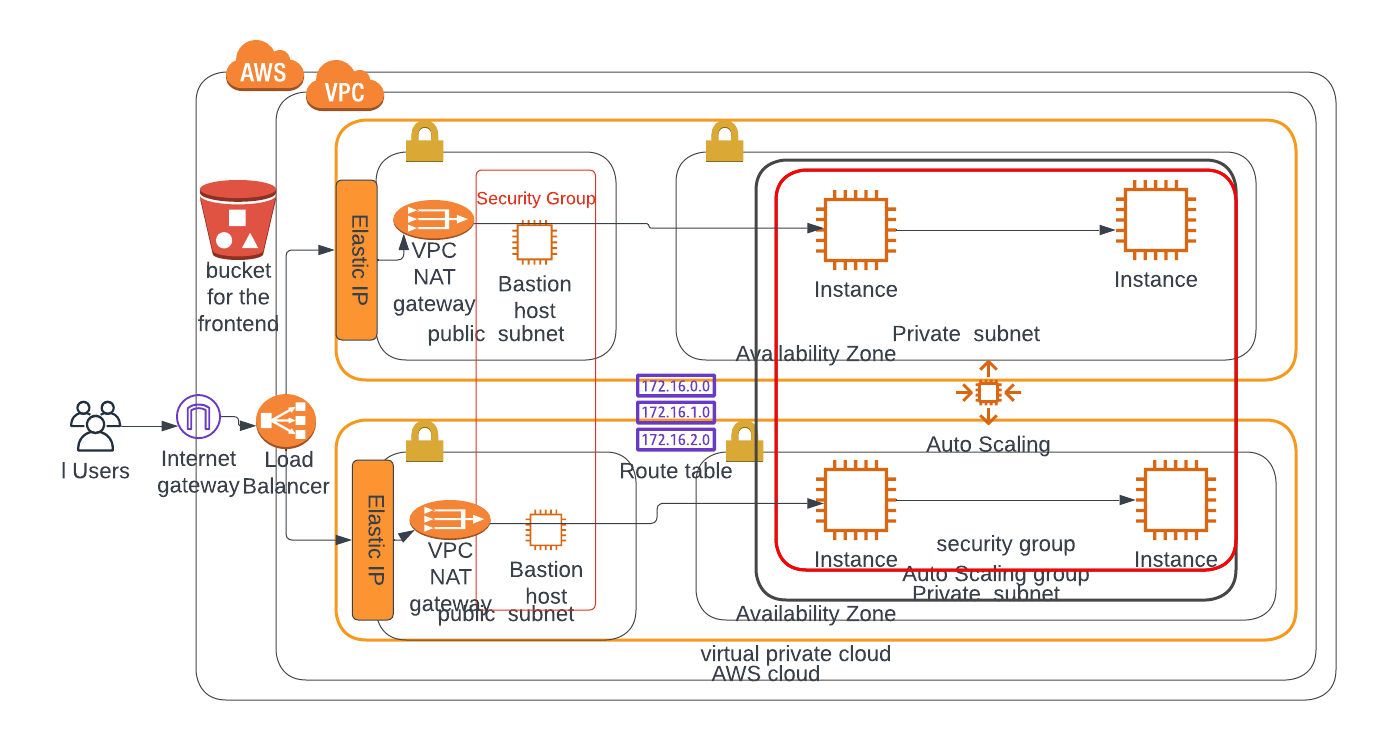 AWS
VPC
bucket
for the
frontend
Elastic IP
VPC
NAT
gateway
Security Group
Bastion
host
public subnet
Instance
Instance
Private subnet
Availability Zone
172.16.0.0
172.16.1.0
172.16.2.0
Route table
Auto Scaling
l Users
Internet
gateway
Load
Balancer
Elastic IP
VPC
NAT
gateway
Bastion
host
public subnet
Instance
security group
Instance
Auto Scaling group
Private subnet
Availability Zone
virtual private cloud
AWS cloud